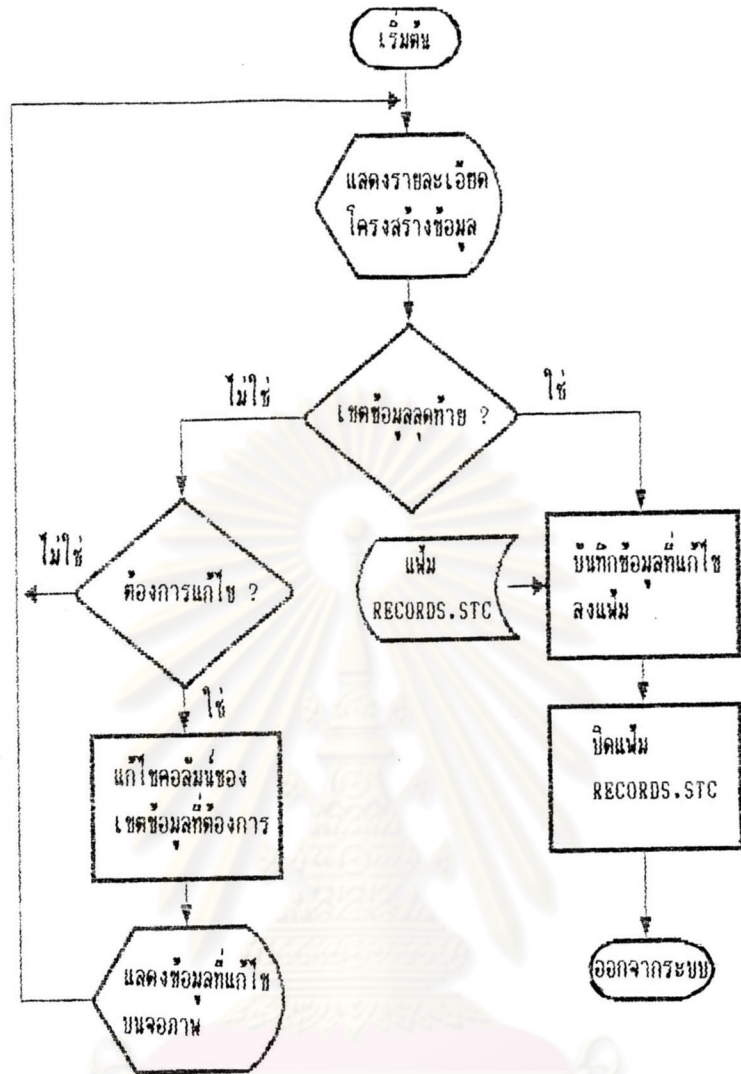 เริ่มต้น
แสดงรายละเอียด
โครงสร้างข้อมูล
เขตข้อมูลสุดท้าย ?
ไม่ใช่
ใช่
ต้องการแก้ไข ?
ไม่ใช่
ใช่
แก้ไขคอลัมน์ของ
เขตข้อมูลที่ต้องการ
แสดงข้อมูลที่แก้ไข
บนจอภาพ
แฟ้ม
RECORDS.STC
บันทึกข้อมูลที่แก้ไข
ลงแฟ้ม
ปิดแฟ้ม
RECORDS.STC
ออกจากระบบ